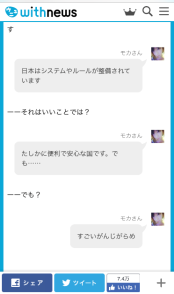 withnews
す
モカさん
日本はシステムやルールが整備されて
います
ーーそれはいいことでは？
モカさん
たしかに便利で安心な国です。で
も……
ーーでも？
モカさん
すごいがんじがらめ
シェア
ツイート
7.4万
いいね！